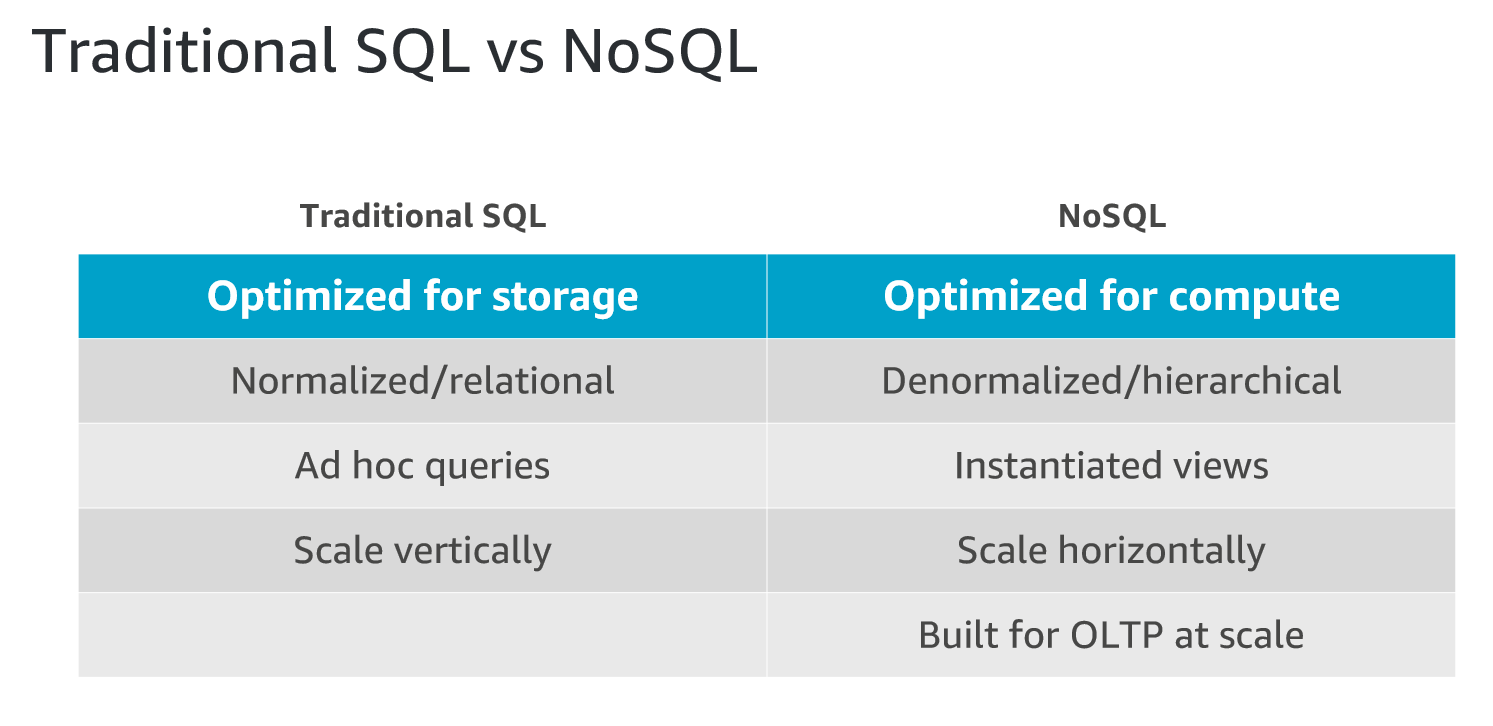 Traditional SQL vs NoSQL
Traditional SQL
NoSQL
Optimized for storage
Optimized for compute
Normalized/relational
Denormalized/hierarchical
Ad hoc queries
Instantiated views
Scale vertically
Scale horizontally
Built for OLTP at scale